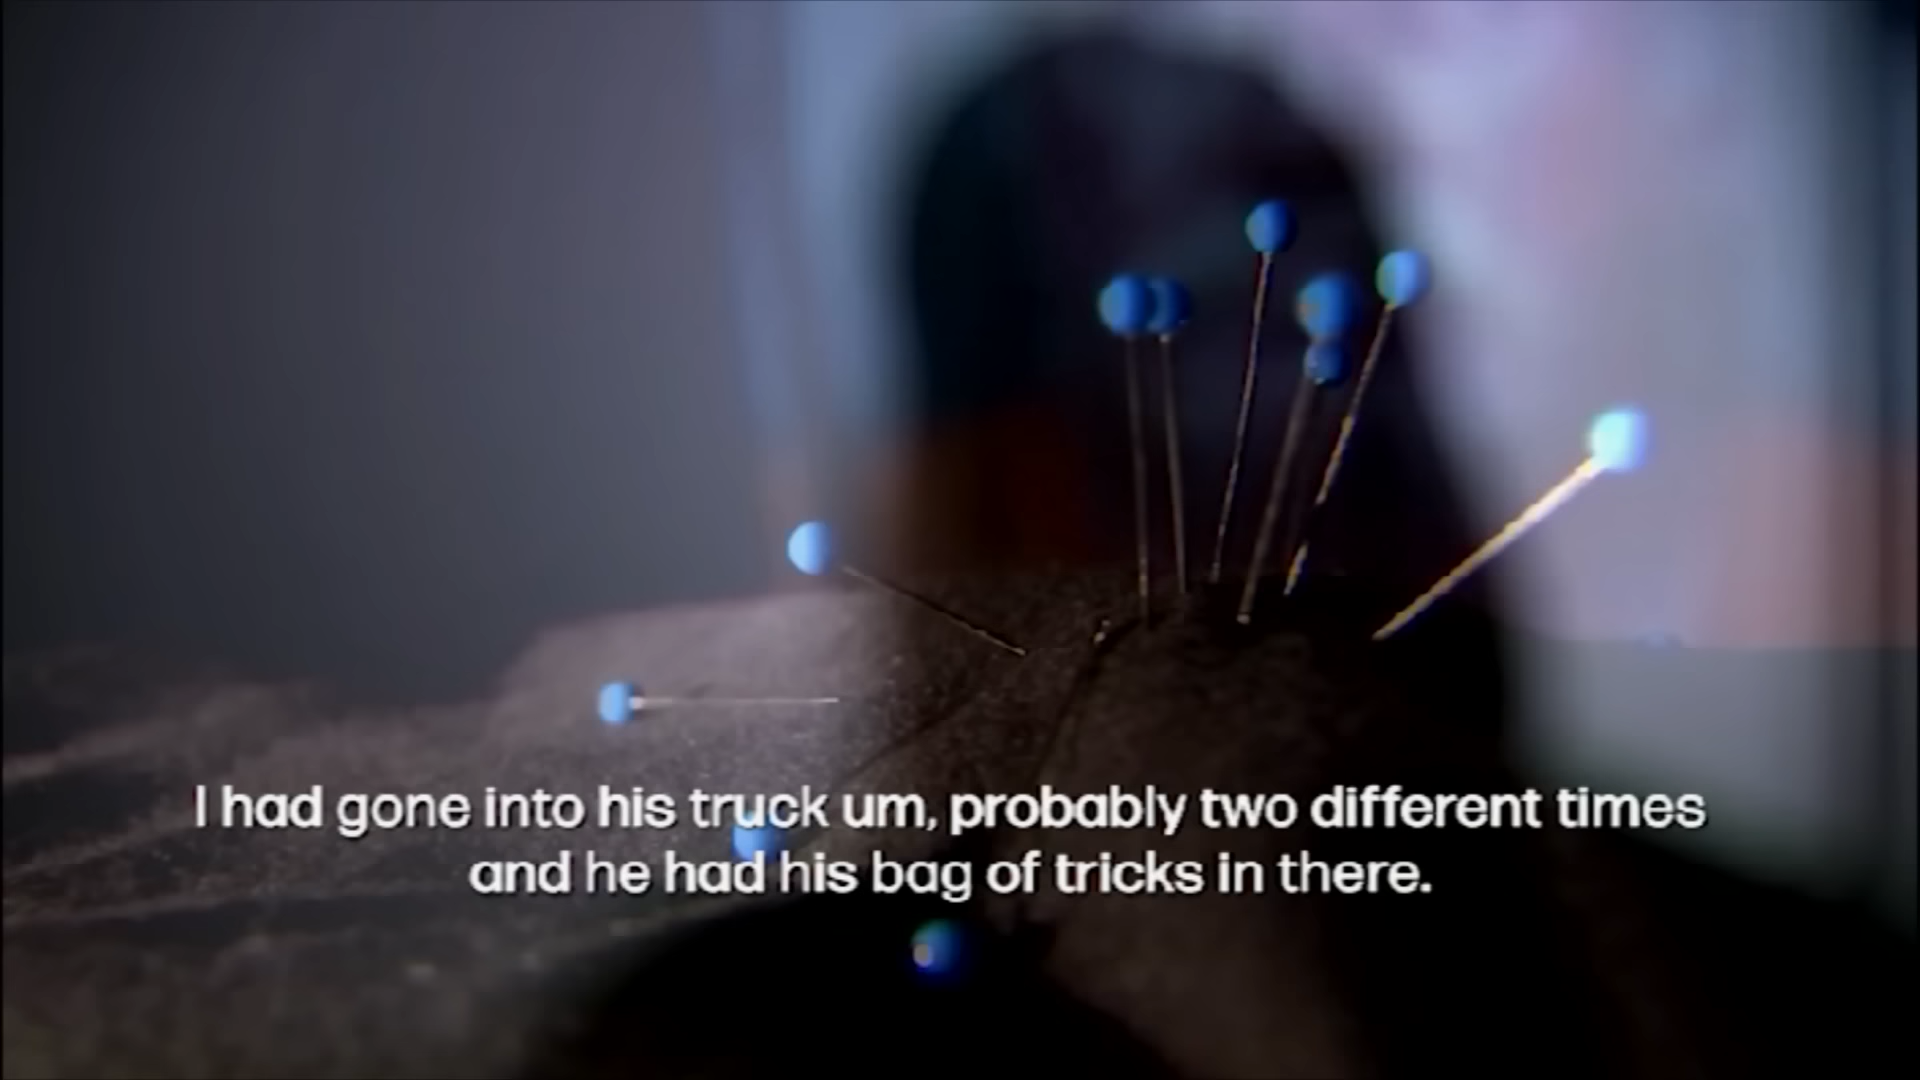 I had gone into his truck um, probably two different times
and he had his bag of tricks in there.